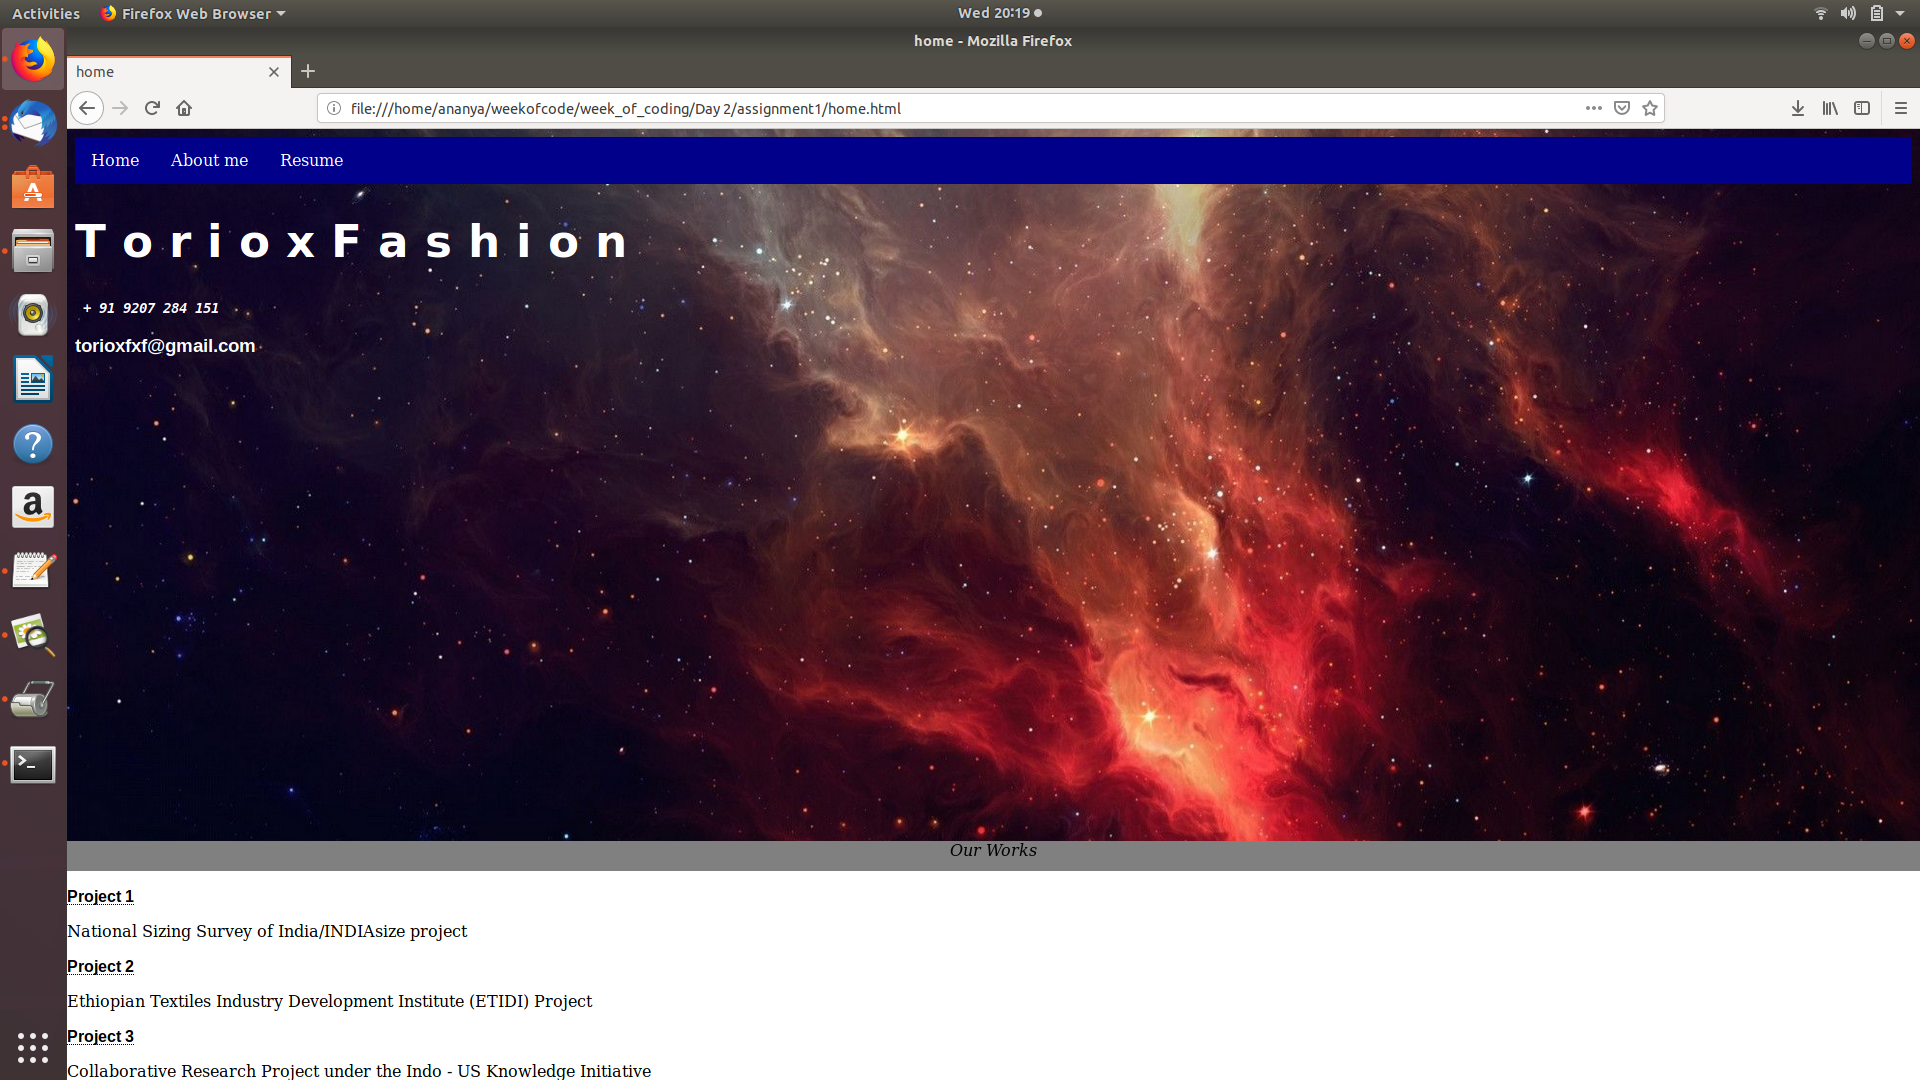 Activities Firefox Web Browser Wed 20:19
home - Mozilla Firefox
home
file:///home/ananya/weekofcode/week_of_coding/Day 2/assignment1/home.html
Home About me Resume
T o r i o x F a s h i o n
+ 91 9207 284 151
torioxfxf@gmail.com
Our Works
Project 1
National Sizing Survey of India/INDIAsize project
Project 2
Ethiopian Textiles Industry Development Institute (ETIDI) Project
Project 3
Collaborative Research Project under the Indo - US Knowledge Initiative